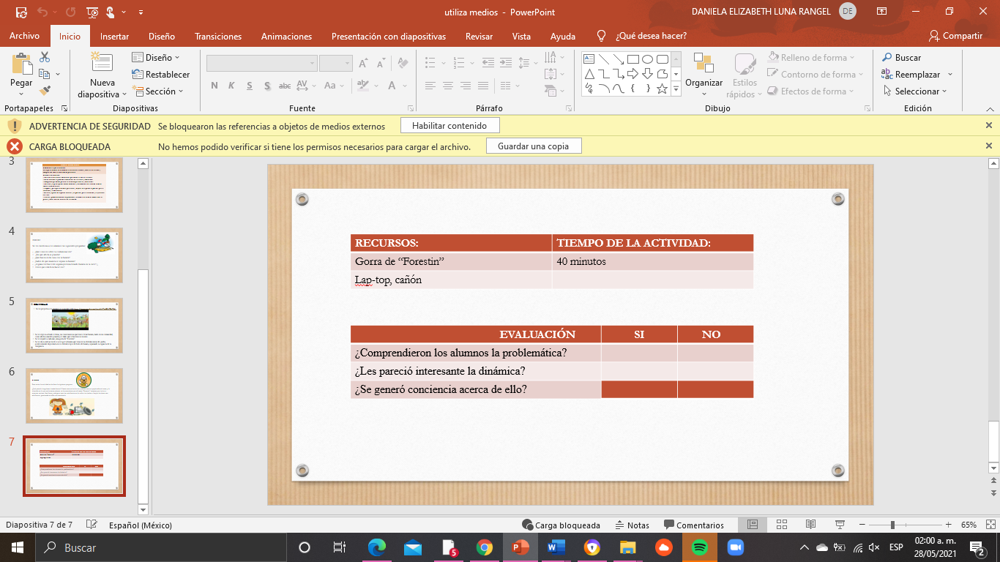 utiliza medios - PowerPoint
DANIELA ELIZABETH LUNA RANGEL DE
Archivo Inicio Insertar Diseño Transiciones Animaciones Presentación con diapositivas Revisar Vista Ayuda ¿Qué desea hacer? Compartir
Pegar
Nueva diapositiva
Diseño
Restablecer
Sección
N K S S abc AV Aa A
Organizar
Estilos rápidos
Relleno de forma
Contorno de forma
Efectos de forma
Buscar
Reemplazar
Seleccionar
Portapapeles Diapositivas Fuente Párrafo Dibujo Edición
ADVERTENCIA DE SEGURIDAD Se bloquearon las referencias a objetos de medios externos Habilitar contenido
CARGA BLOQUEADA No hemos podido verificar si tiene los permisos necesarios para cargar el archivo. Guardar una copia
3
4
5
6
7
RECURSOS: TIEMPO DE LA ACTIVIDAD:
Gorra de “Forestin” 40 minutos
Lap-top, cañón
EVALUACIÓN SI NO
¿Comprendieron los alumnos la problemática?
¿Les pareció interesante la dinámica?
¿Se generó conciencia acerca de ello?
Diapositiva 7 de 7 Español (México) Carga bloqueada Notas Comentarios 65%
Buscar
5
ESP
02:00 a. m.
28/05/2021
2